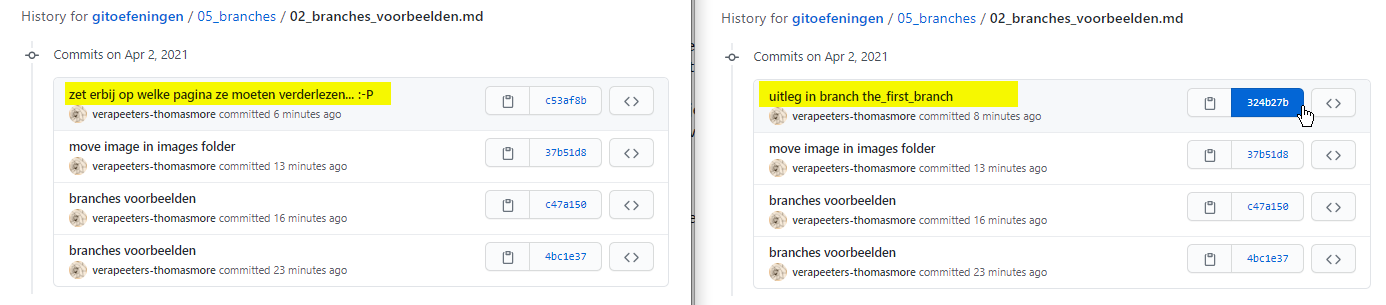 History for gitoefeningen / 05_branches / 02_branches_voorbeelden.md
Commits on Apr 2, 2021
zet erbij op welke pagina ze moeten verderlezen... :-P
verapeeters-thomasmore committed 6 minutes ago
c53af8b
move image in images folder
verapeeters-thomasmore committed 13 minutes ago
37b51d8
branches voorbeelden
verapeeters-thomasmore committed 16 minutes ago
c47a150
branches voorbeelden
verapeeters-thomasmore committed 23 minutes ago
4bc1e37
History for gitoefeningen / 05_branches / 02_branches_voorbeelden.md
Commits on Apr 2, 2021
uitleg in branch the_first_branch
verapeeters-thomasmore committed 8 minutes ago
324b27b
move image in images folder
verapeeters-thomasmore committed 13 minutes ago
37b51d8
branches voorbeelden
verapeeters-thomasmore committed 16 minutes ago
c47a150
branches voorbeelden
verapeeters-thomasmore committed 23 minutes ago
4bc1e37